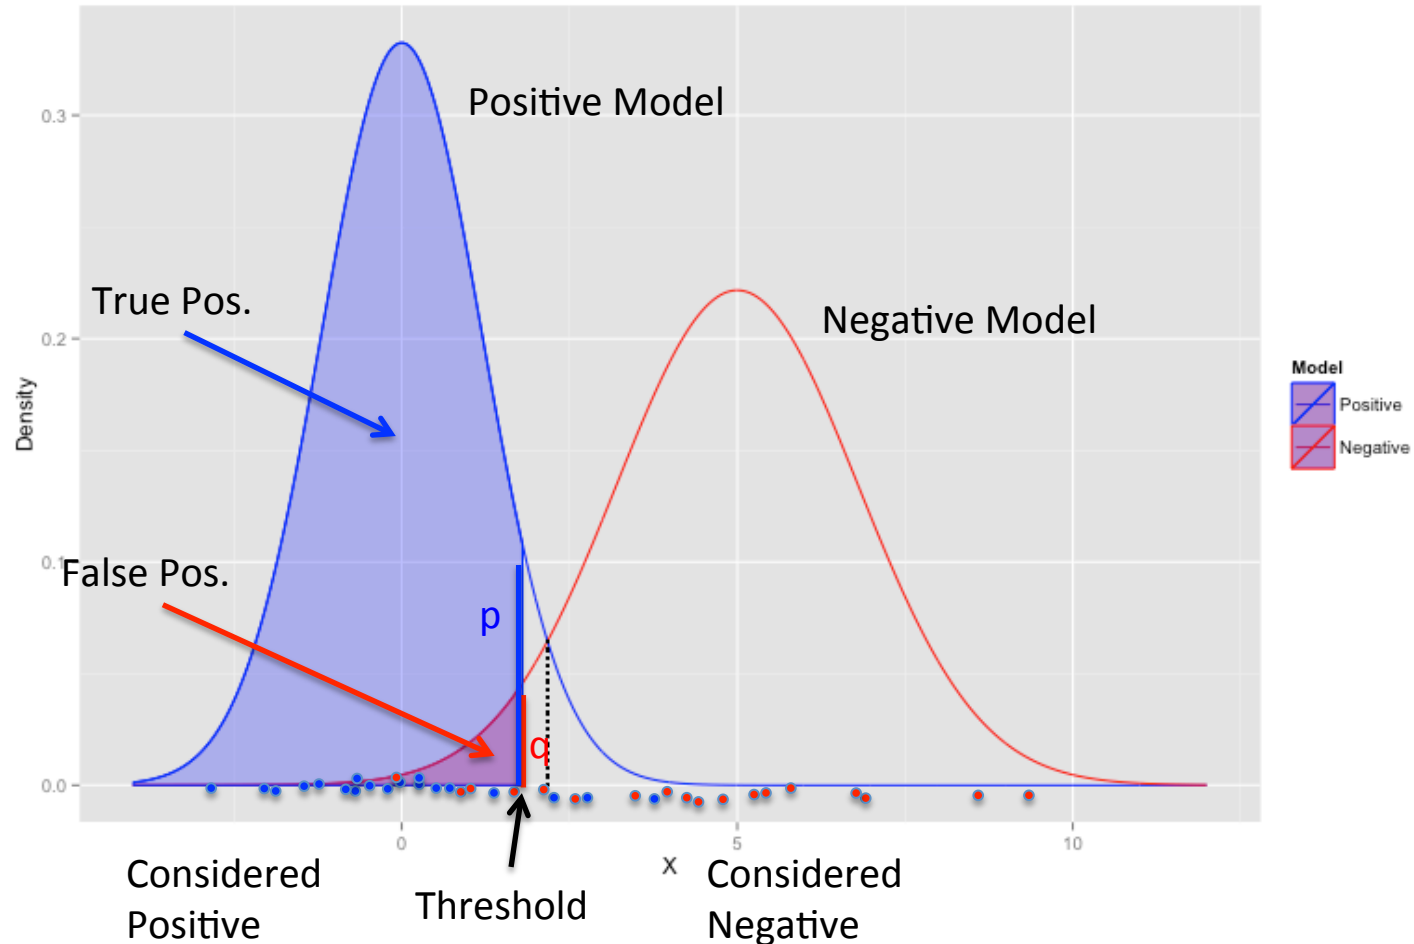 Positive Model
0.3
True Pos.
Negative Model
0.2
Model
Positive
Negative
Density
0.1
False Pos.
p
q
0.0
0
5
10
X
Considered
Positive
Threshold
Considered
Negative